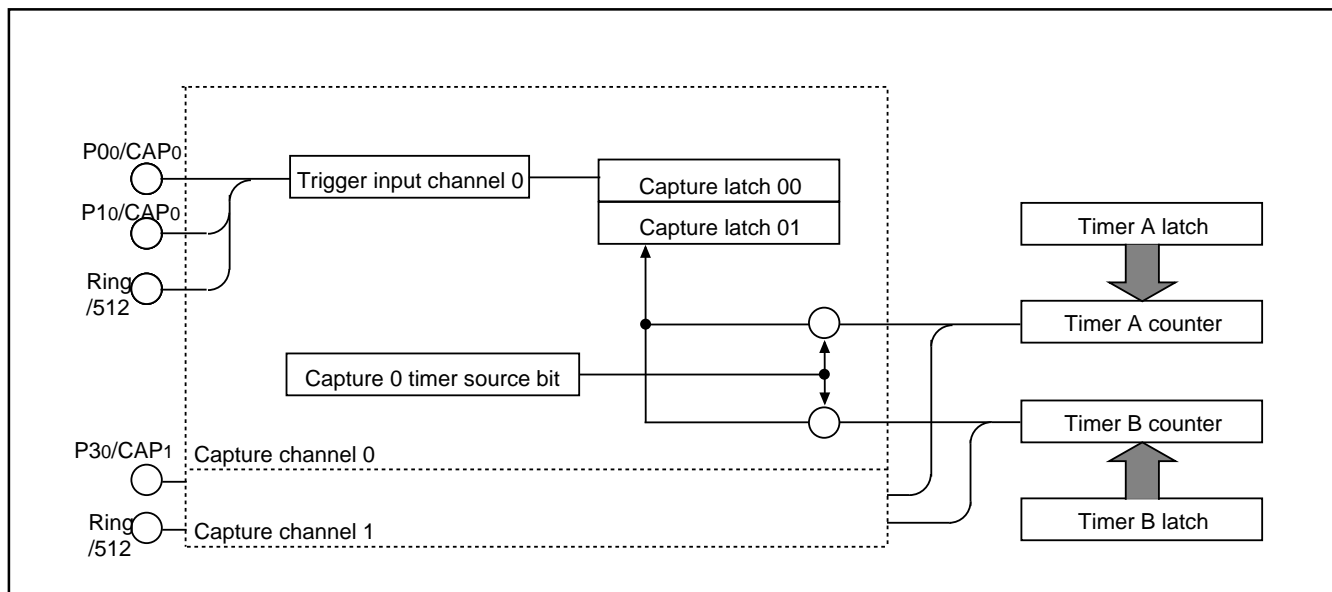 P00/CAP0
Trigger input channel 0
Capture latch 00
P10/CAP0
Capture latch 01
Timer A latch
Ring
/512
Timer A counter
Capture 0 timer source bit
Timer B counter
P30/CAP1
Capture channel 0
Ring
/512
Capture channel 1
Timer B latch